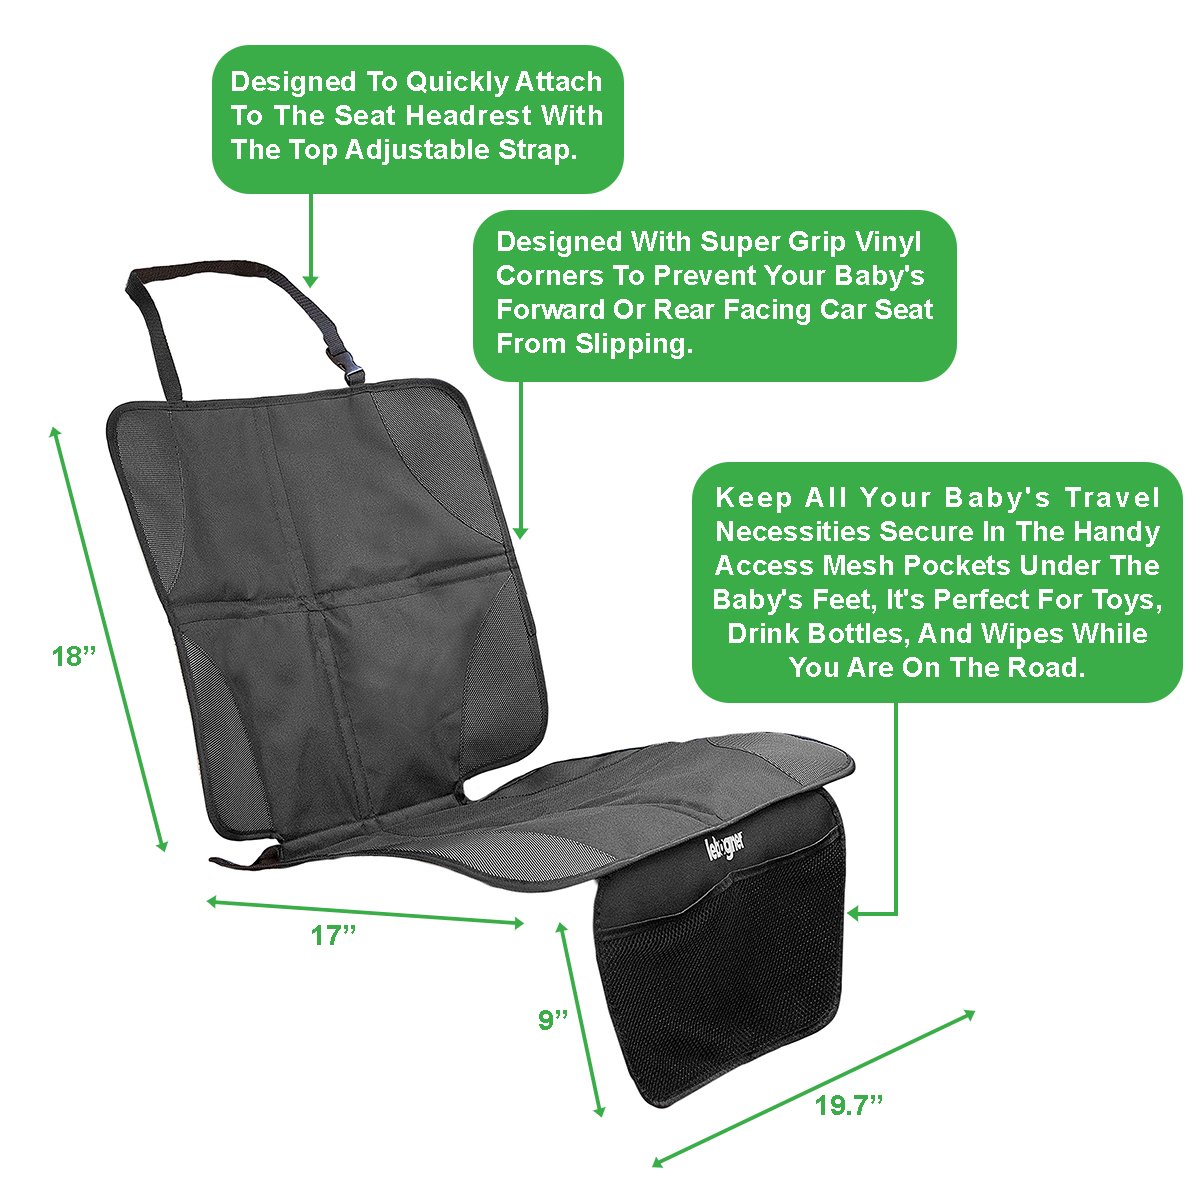 Designed To Quickly Attach
To The Seat Headrest With
The Top Adjustable Strap.
Designed With Super Grip Vinyl
Corners To Prevent Your Baby's
Forward Or Rear Facing Car Seat
From Slipping.
Keep All Your Baby's Travel
Necessities Secure In The Handy
Access Mesh Pockets Under The
Baby's Feet, It's Perfect For Toys,
Drink Bottles, And Wipes While
You Are On The Road.
18”
17”
9”
19.7”
lebogner